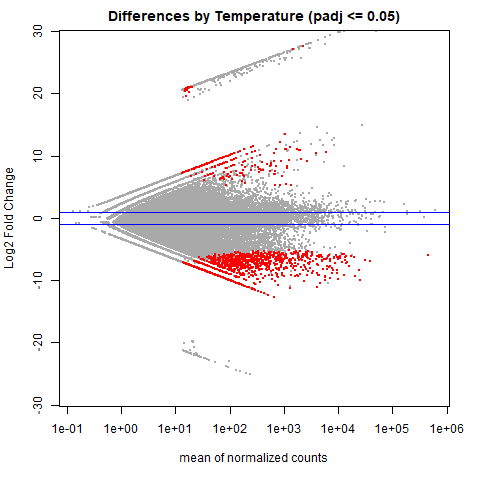 Differences by Temperature (padj <= 0.05)
Log2 Fold Change
30
20
10
0
-10
-20
-30
1e-01 1e+00 1e+01 1e+02 1e+03 1e+04 1e+05 1e+06
mean of normalized counts